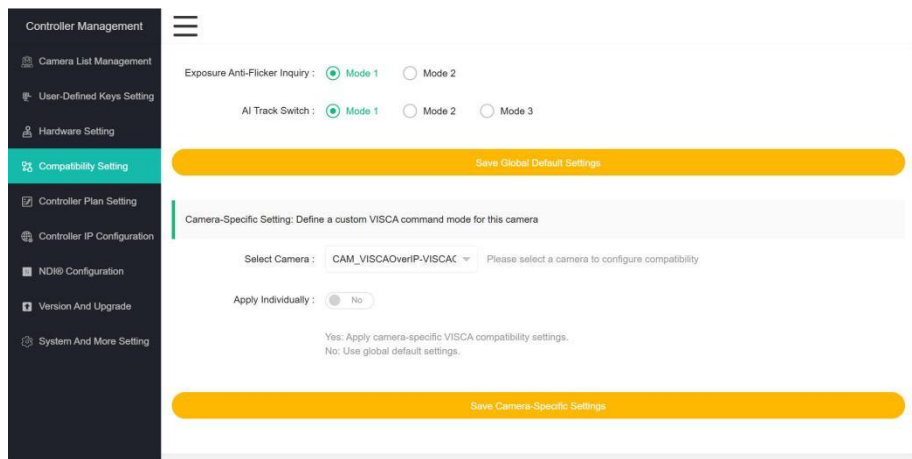 Controller Management
Camera List Management
User-Defined Keys Setting
Hardware Setting
Compatibility Setting
Controller Plan Setting
Controller IP Configuration
NDI® Configuration
Version And Upgrade
System And More Setting
Exposure Anti-Flicker Inquiry : Mode 1 Mode 2
AI Track Switch : Mode 1 Mode 2 Mode 3
Save Global Default Settings
Camera-Specific Setting: Define a custom VISCA command mode for this camera
Select Camera : CAM_VISCAOverIP-VISCAC Please select a camera to configure compatibility
Apply Individually : No
Yes: Apply camera-specific VISCA compatibility settings.
No: Use global default settings.
Save Camera-Specific Settings